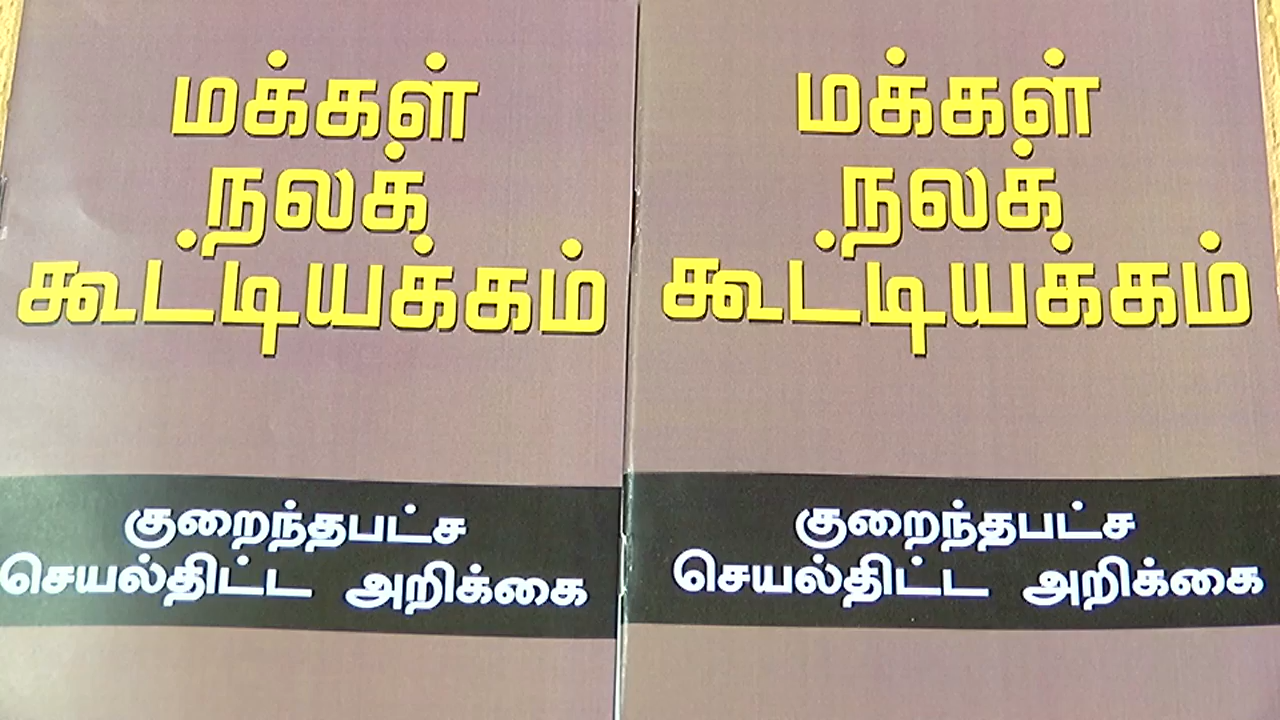 மக்கள்
நலக்
கூட்டியக்கம்
குறைந்தபட்ச
செயல்திட்ட அறிக்கை
மக்கள்
நலக்
கூட்டியக்கம்
குறைந்தபட்ச
செயல்திட்ட அறிக்கை